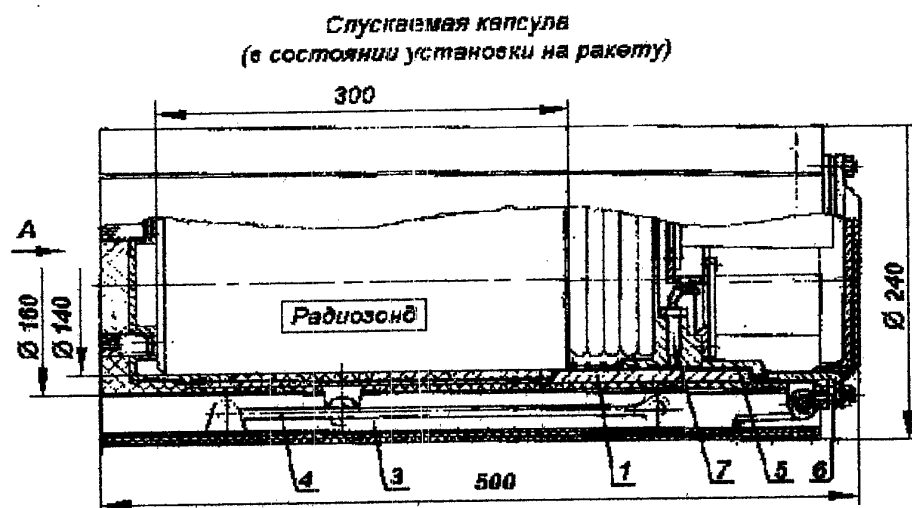 Спускаемая капсула
(в состоянии установки на ракету)
300
А
Радиозонд
Ø 160
Ø 140
Ø 240
4
3
1
7
5
6
500